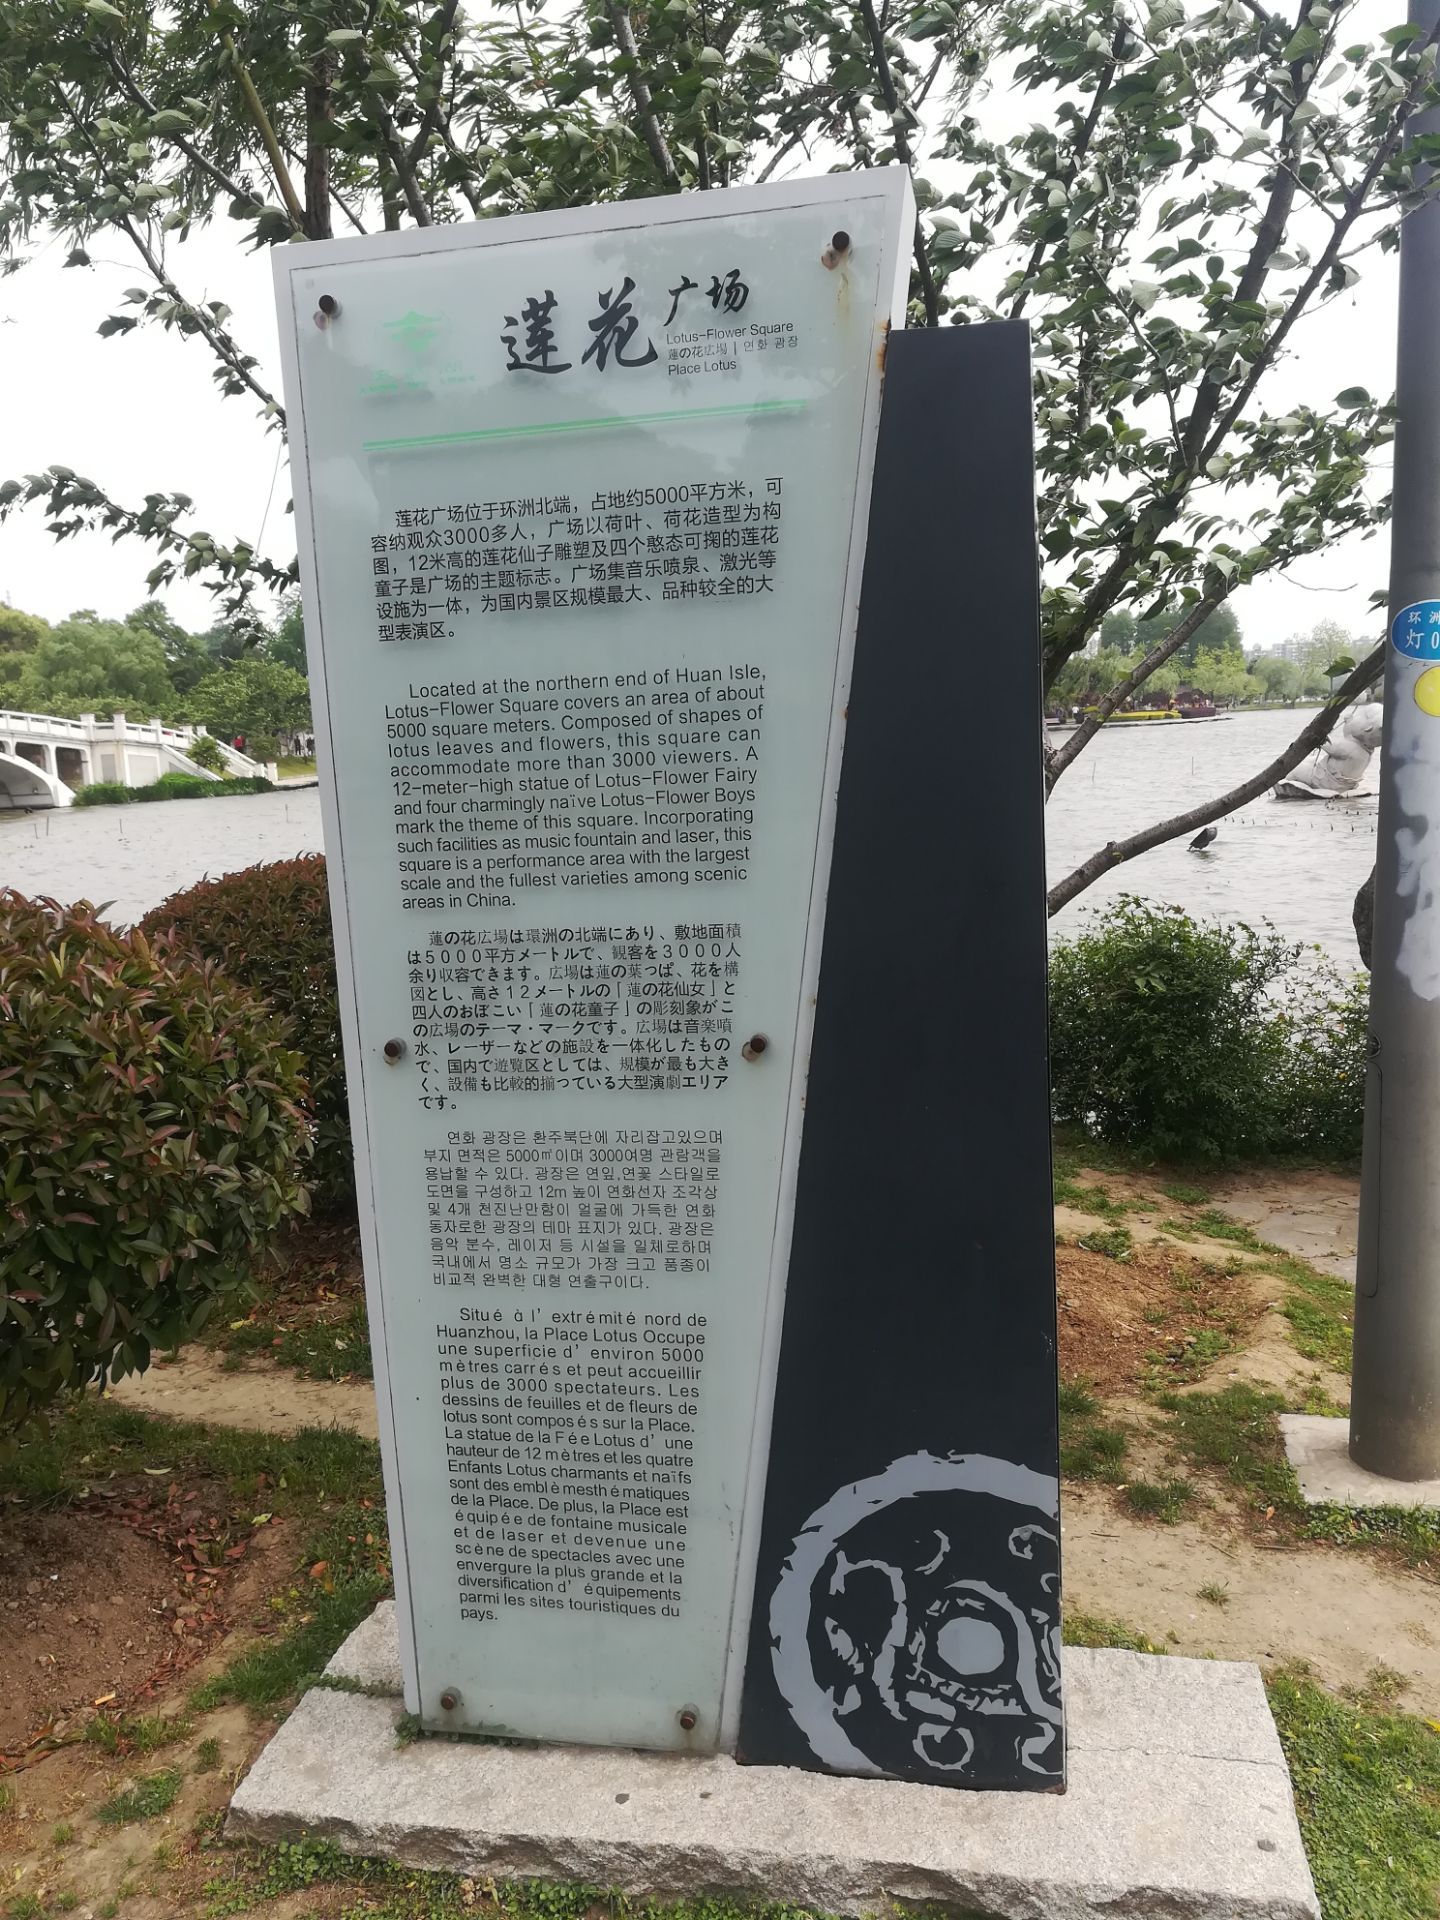 莲花广场
Lotus-Flower Square
蓮の花広場 | 연화 광장
Place Lotus
莲花广场位于环洲北端，占地约5000平方米，可
容纳观众3000多人，广场以荷叶、荷花造型为构
图，12米高的莲花仙子雕塑及四个憨态可掬的莲花
童子是广场的主题标志。广场集音乐喷泉、激光等
设施为一体，为国内景区规模最大、品种较全的大
型表演区。
Located at the northern end of Huan Isle,
Lotus-Flower Square covers an area of about
5000 square meters. Composed of shapes of
lotus leaves and flowers, this square can
accommodate more than 3000 viewers. A
12-meter-high statue of Lotus-Flower Fairy
and four charmingly naïve Lotus-Flower Boys
mark the theme of this square. Incorporating
such facilities as music fountain and laser, this
square is a performance area with the largest
scale and the fullest varieties among scenic
areas in China.
蓮の花広場は環洲の北端にあり、敷地面積
は5000平方メートルで、観客を3000人
余り収容できます。広場は蓮の葉っぱ、花を構
図とし、高さ12メートルの「蓮の花仙女」と
四人のおぼこい「蓮の花童子」の彫刻象がこ
の広場のテーマ・マークです。広場は音楽噴
水、レーザーなどの施設を一体化したもの
で、国内で遊覧区としては、規模が最も大き
く、設備も比較的揃っている大型演劇エリア
です。
연화 광장은 환주북단에 자리잡고있으며
부지 면적은 5000㎡이며 3000여명 관람객을
용납할 수 있다. 광장은 연잎,연꽃 스타일로
도면을 구성하고 12m 높이 연화선자 조각상
및 4개 천진난만함이 얼굴에 가득한 연화
동자로한 광장의 테마 표지가 있다. 광장은
음악 분수, 레이저 등 시설을 일체로하며
국내에서 명소 규모가 가장 크고 품종이
비교적 완벽한 대형 연출구이다.
Situé à l' extrémité nord de
Huanzhou, la Place Lotus Occupe
une superficie d' environ 5000
mètres carrés et peut accueillir
plus de 3000 spectateurs. Les
dessins de feuilles et de fleurs de
lotus sont composés sur la Place.
La statue de la Fée Lotus d' une
hauteur de 12 mètres et les quatre
Enfants Lotus charmants et naïfs
sont des emblèmesthématiques
de la Place. De plus, la Place est
équipée de fontaine musicale
et de laser et devenue une
scène de spectacles avec une
envergure la plus grande et la
diversification d' équipements
parmi les sites touristiques du
pays.
环洲
灯0